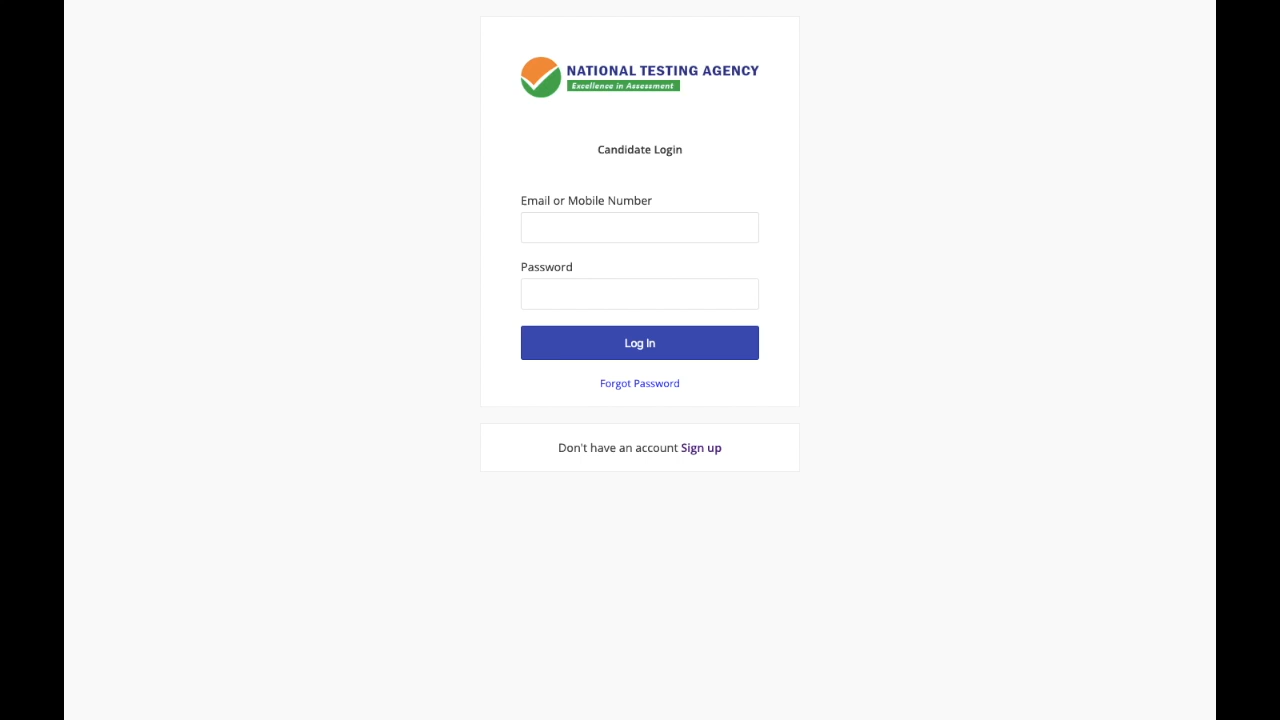 NATIONAL TESTING AGENCY
Excellence in Assessment
Candidate Login
Email or Mobile Number
Password
Log In
Forgot Password
Don't have an account Sign up